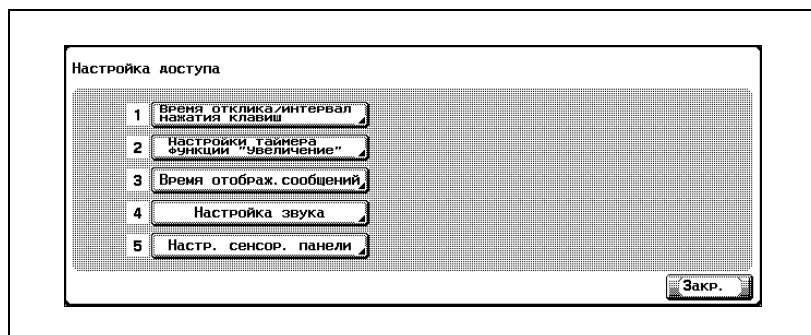 Настройка доступа
1 Время отклика/интервал
нажатия клавиш
2 Настройки таймера
функции "Увеличение"
3 Время отображ.сообщений
4 Настройка звука
5 Настр. сенсор. панели
Закр.